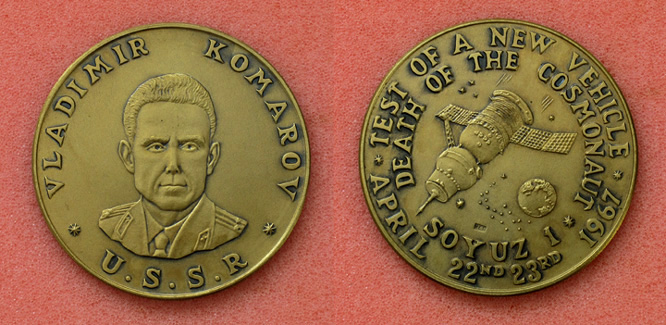 VLADIMIR KOMAROV
U.S.S.R
TEST OF A NEW VEHICLE
DEATH OF THE COSMONAUT
SOYUZ 1
APRIL 22ND 23RD 1967